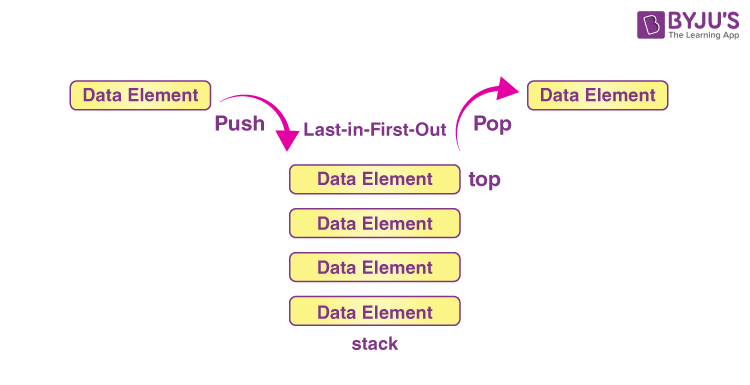 BYJU'S
The Learning App
Data Element
Data Element
Push
Last-in-First-Out
Pop
Data Element
top
Data Element
Data Element
Data Element
stack